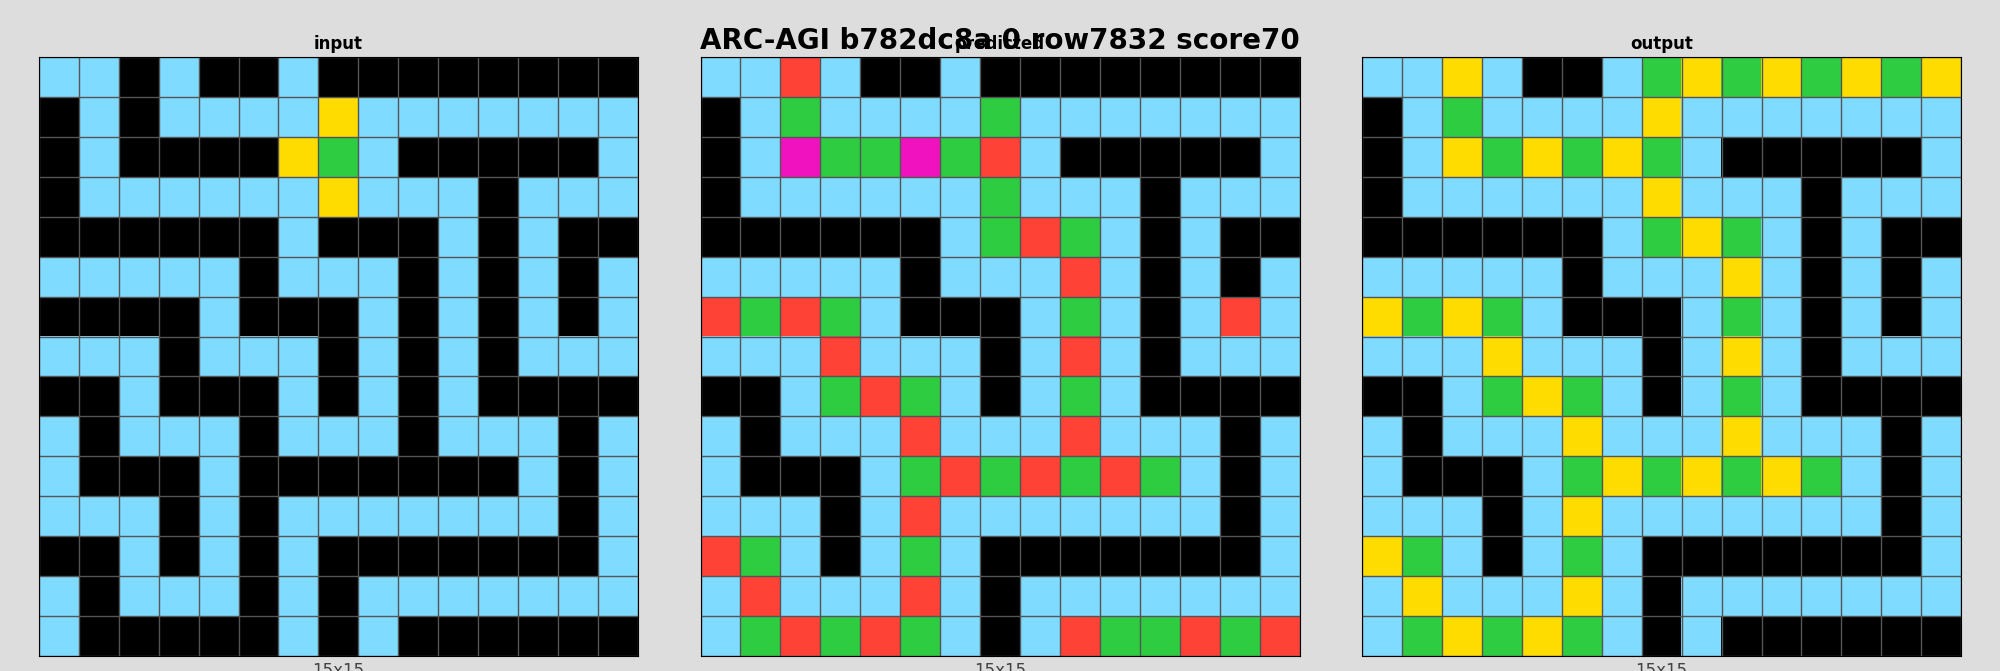 ARC-AGI b782dc8a 0 row7832 score70
input
predicted
output
15x15
15x15
15x15